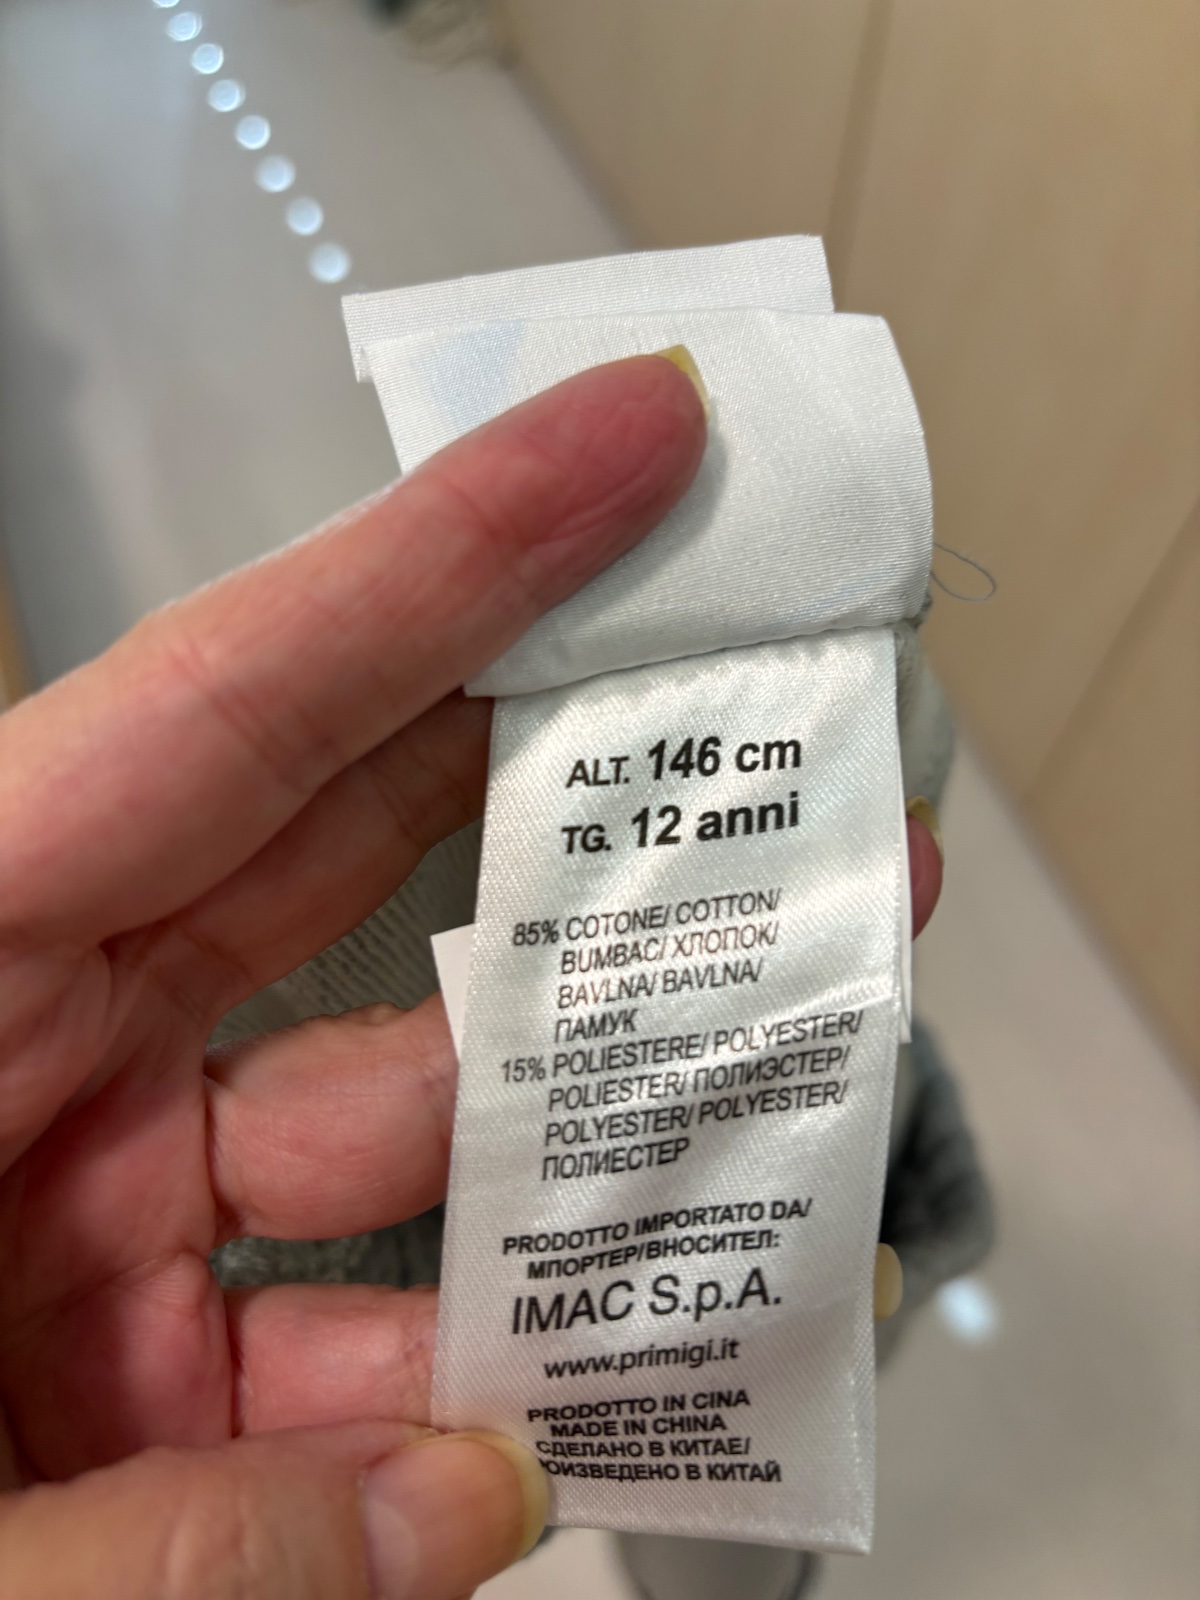 ALT. 146 cm
TG. 12 anni
85% COTONE/ COTTON/
BUMBAC/ ХЛОПОК/
BAVLNA/ BAVLNA/
ПАМУК
15% POLIESTERE/ POLYESTER/
POLIESTER/ ПОЛИЭСТЕР/
POLYESTER/ POLYESTER/
ПОЛИЕСТЕР
PRODOTTO IMPORTATO DA/
МПОРТЕР/ВНОСИТЕЛ:
IMAC S.p.A.
www.primigi.it
PRODOTTO IN CINA
MADE IN CHINA
СДЕЛАНО В КИТАЕ/
ОИЗВЕДЕНО В КИТАЙ